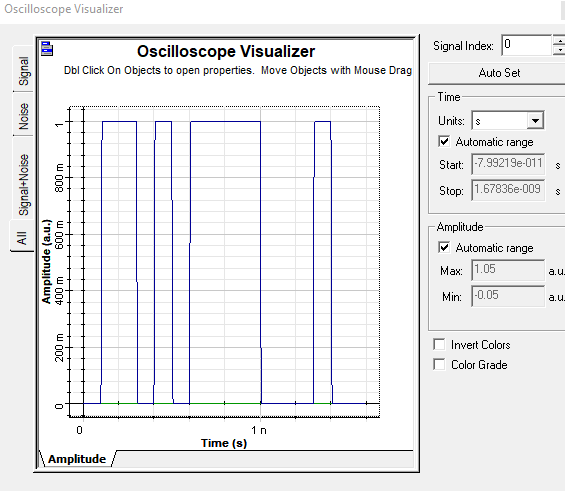 Oscilloscope Visualizer
Signal
Noise
Signal+Noise
All
Oscilloscope Visualizer
Dbl Click On Objects to open properties. Move Objects with Mouse Drag
Amplitude (a.u.)
1
800 m
600 m
400 m
200 m
0
0
1 n
Time (s)
Amplitude
Signal Index: 0
Auto Set
Time
Units: s
Automatic range
Start: -7.99219e-011 s
Stop: 1.67836e-009 s
Amplitude
Automatic range
Max: 1.05 a.u.
Min: -0.05 a.u.
Invert Colors
Color Grade